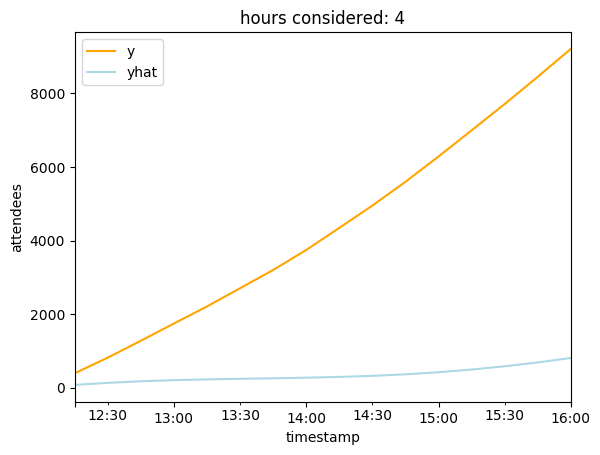 hours considered: 4
y
yhat
attendees
8000
6000
4000
2000
0
12:30 13:00 13:30 14:00 14:30 15:00 15:30 16:00
timestamp